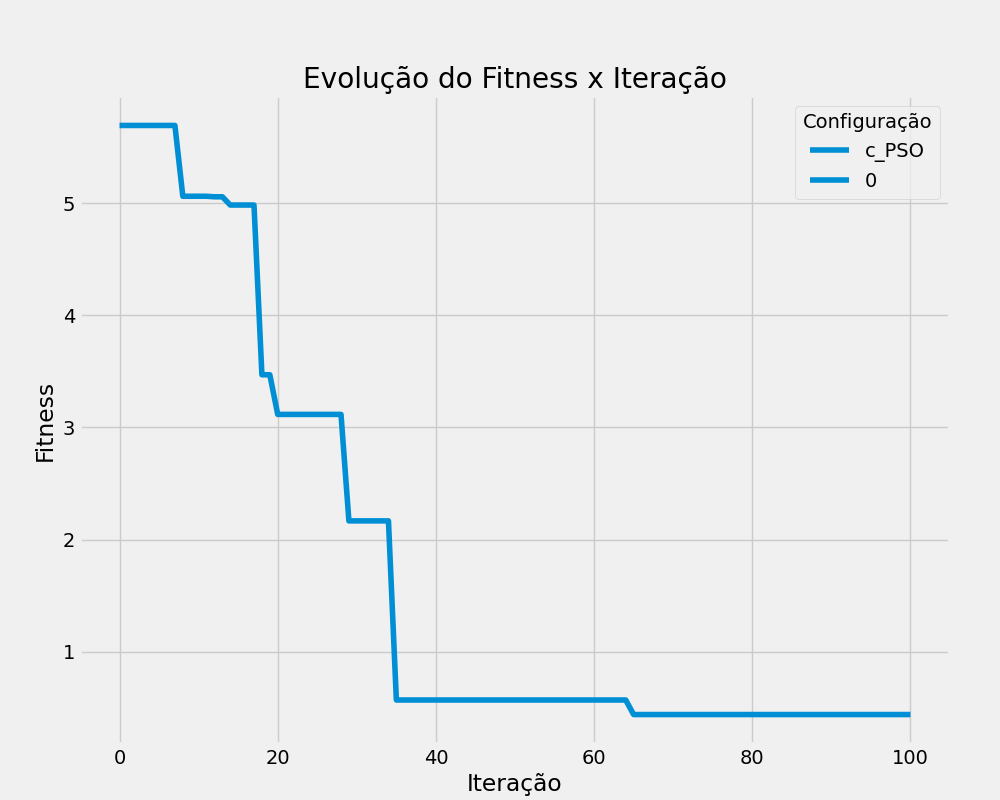 Evolução do Fitness x Iteração
Configuração
c_PSO
0
Fitness
5
4
3
2
1
0 20 40 60 80 100
Iteração